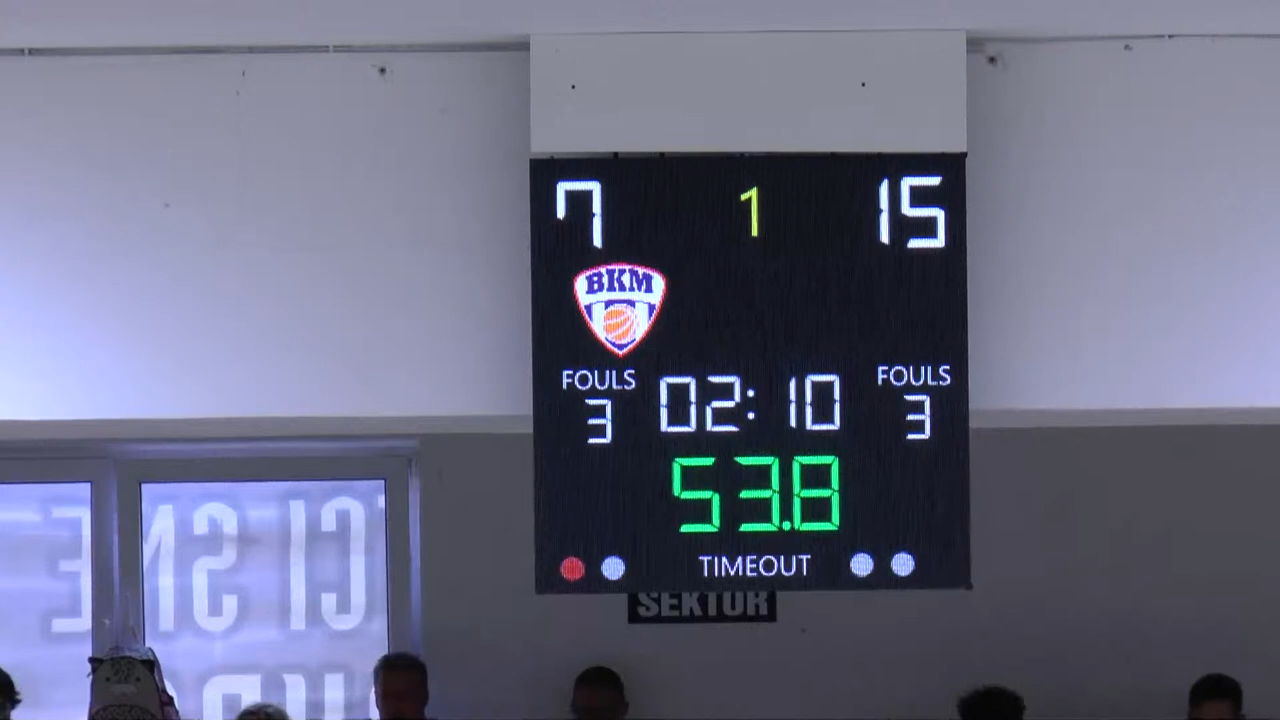 7 1 15
BKM
FOULS FOULS
3 02:10 3
53.8
TIMEOUT
SEKTOR